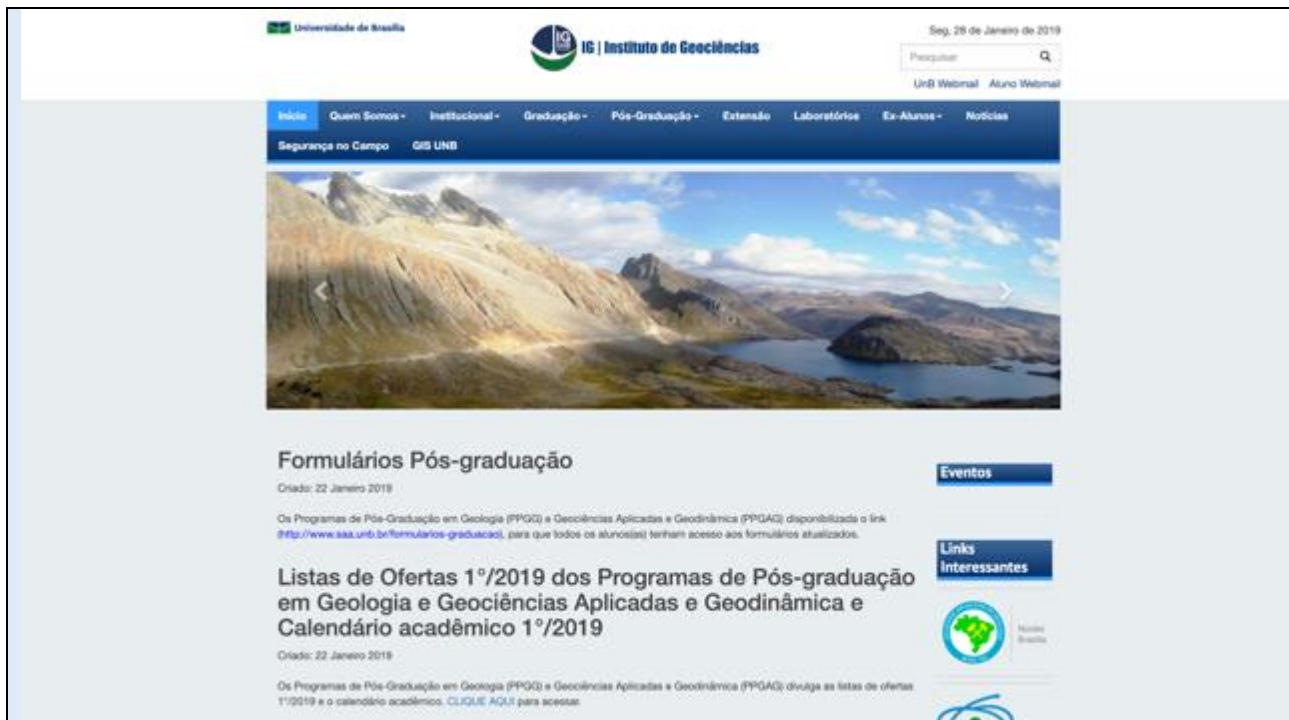 Universidade de Brasília
IG | Instituto de Geociências
Seg, 28 de Janeiro de 2019
Pesquisar
UnB Webmail Aluno Webmail
Início Quem Somos Institucional Graduação Pós-Graduação Extensão Laboratórios Ex-Alunos Notícias
Segurança no Campo GIS UNB
Formulários Pós-graduação
Criado: 22 Janeiro 2019
Os Programas de Pós-Graduação em Geologia (PPGG) e Geociências Aplicadas e Geodinâmica (PPGAG) disponibilizada o link
(http://www.saa.unb.br/formularios-graduacao), para que todos os alunos(as) tenham acesso aos formulários atualizados.
Eventos
Links
Interessantes
Listas de Ofertas 1°/2019 dos Programas de Pós-graduação
em Geologia e Geociências Aplicadas e Geodinâmica e
Calendário acadêmico 1°/2019
Criado: 22 Janeiro 2019
Núcleo
Brasília
Os Programas de Pós-Graduação em Geologia (PPGG) e Geociências Aplicadas e Geodinâmica (PPGAG) divulga as listas de ofertas
1°/2019 e o calendário acadêmico. CLIQUE AQUI para acessar.